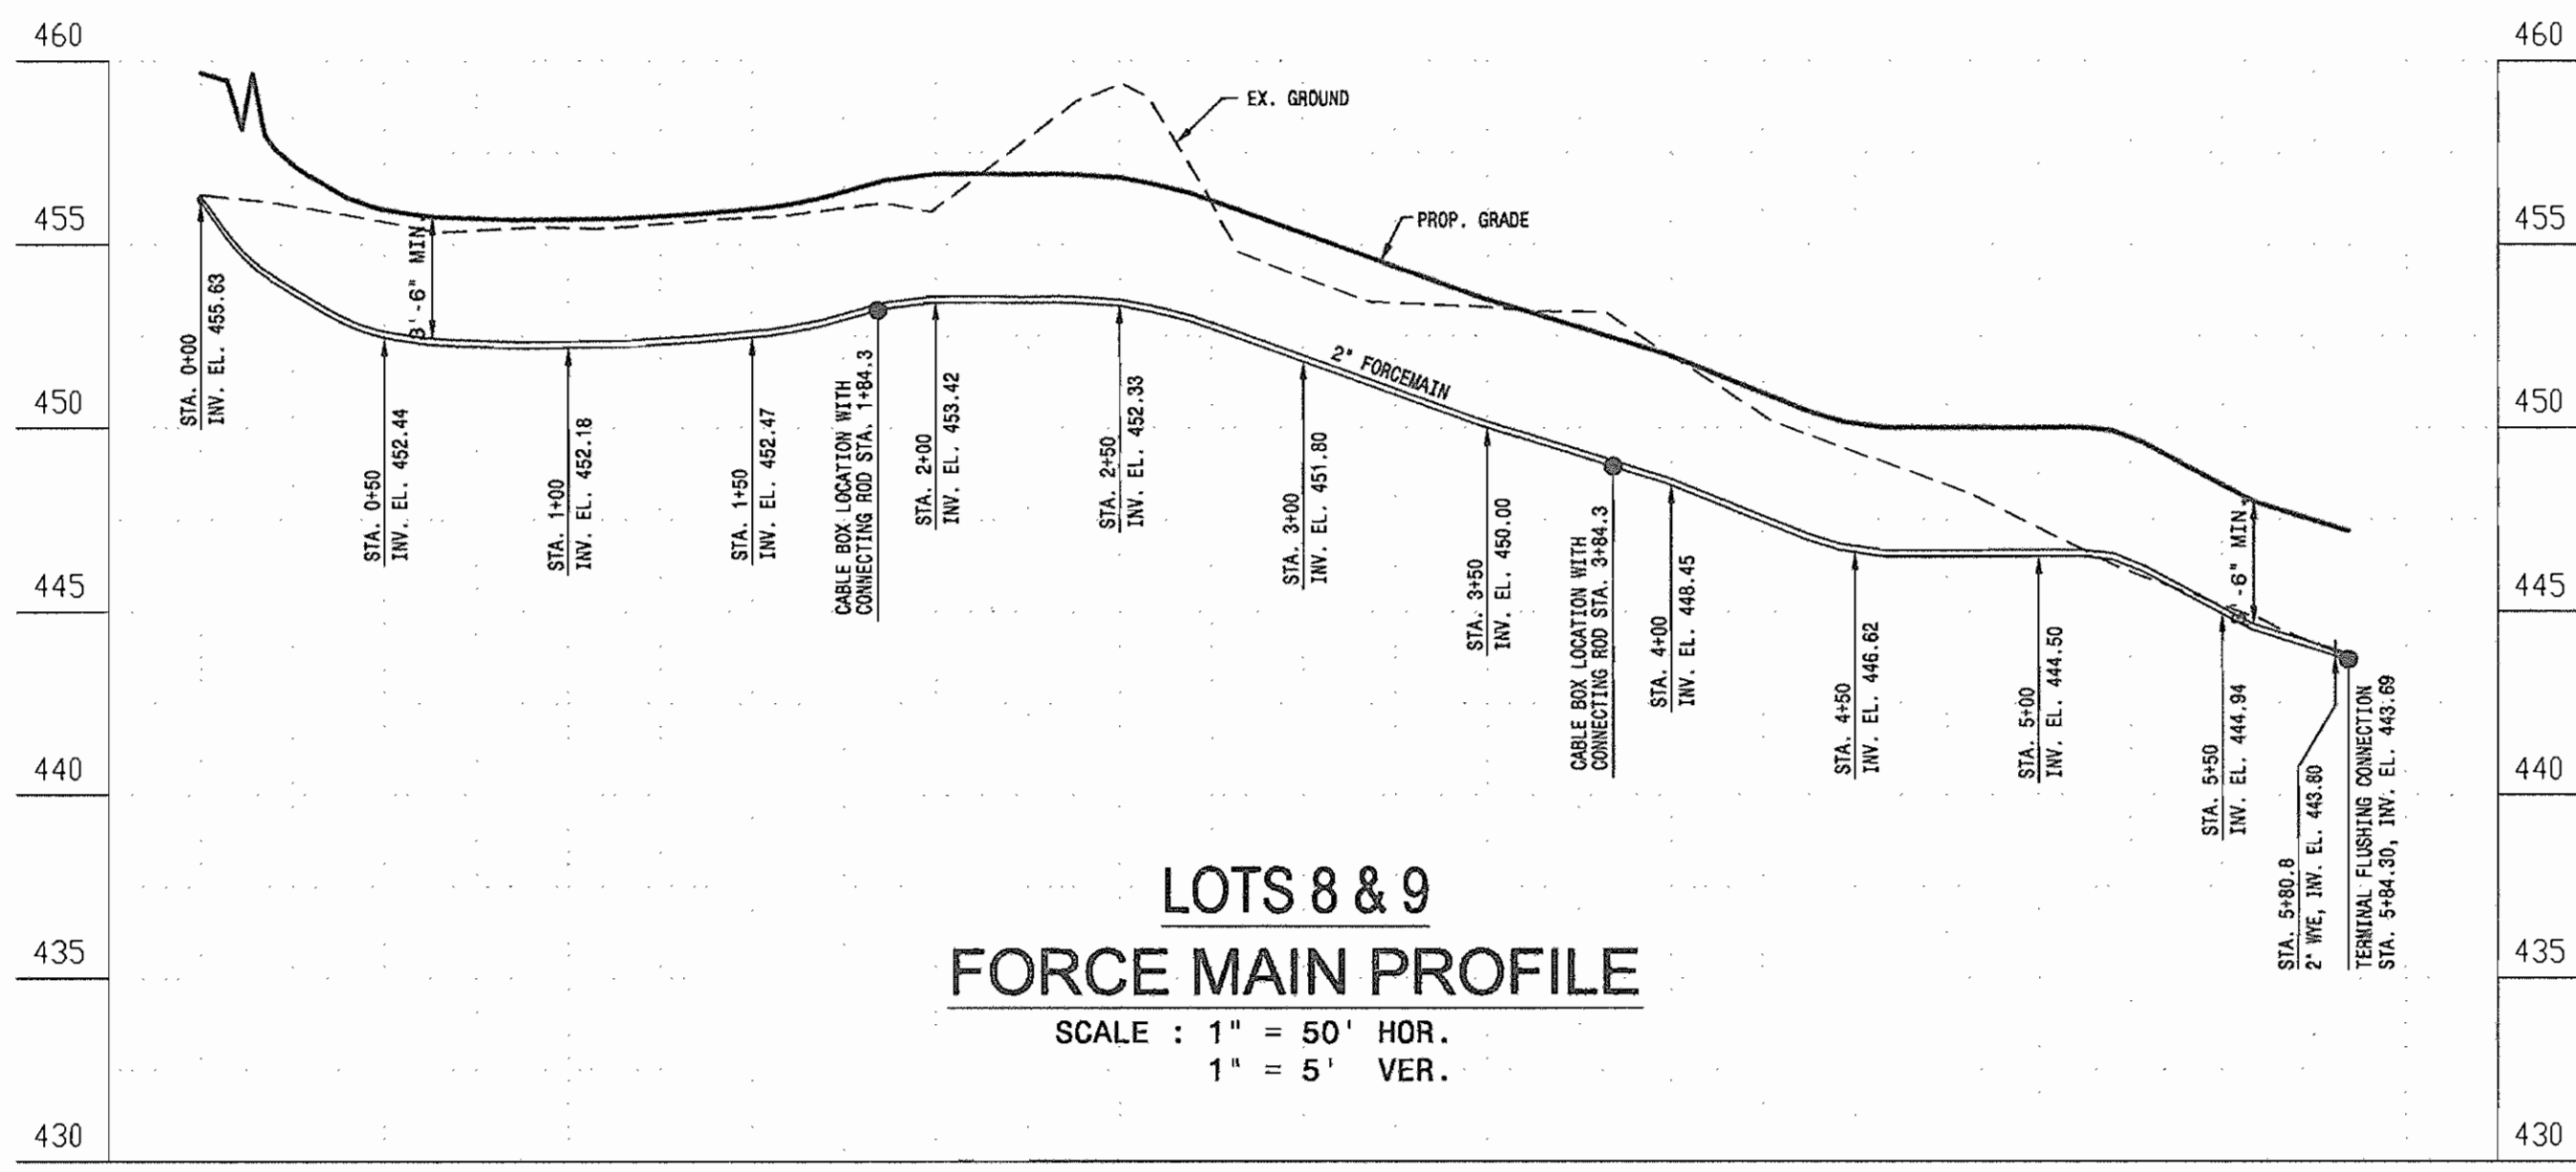 460
455
450
445
440
435
430
460
455
450
445
440
435
430
EX. GROUND
PROP. GRADE
2" FORCEMAIN
3'-6" MIN.
STA. 0+00
INV. EL. 455.63
STA. 0+50
INV. EL. 452.44
STA. 1+00
INV. EL. 452.18
STA. 1+50
INV. EL. 452.47
CABLE BOX LOCATION WITH
CONNECTING ROD STA. 1+84.3
STA. 2+00
INV. EL. 453.42
STA. 2+50
INV. EL. 452.33
STA. 3+00
INV. EL. 451.80
STA. 3+50
INV. EL. 450.00
CABLE BOX LOCATION WITH
CONNECTING ROD STA. 3+84.3
STA. 4+00
INV. EL. 448.45
STA. 4+50
INV. EL. 446.62
STA. 5+00
INV. EL. 444.50
STA. 5+50
INV. EL. 444.94
-6" MIN.
STA. 5+80.8
2" WYE, INV. EL. 443.80
TERMINAL FLUSHING CONNECTION
STA. 5+84.30, INV. EL. 443.69
LOTS 8 & 9
FORCE MAIN PROFILE
SCALE : 1" = 50' HOR.
1" = 5' VER.